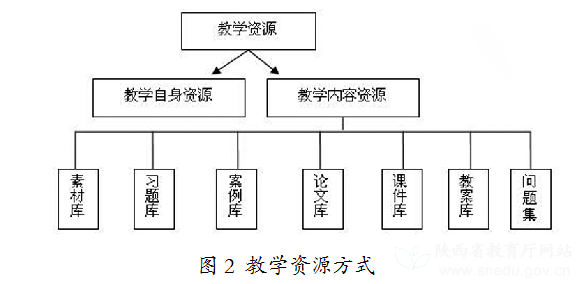 教学资源
教学自身资源
教学内容资源
素材库
习题库
案例库
论文库
课件库
教案库
问题集
图 2 教学资源方式
陕西省教育厅网站
www.snedu.gov.cn